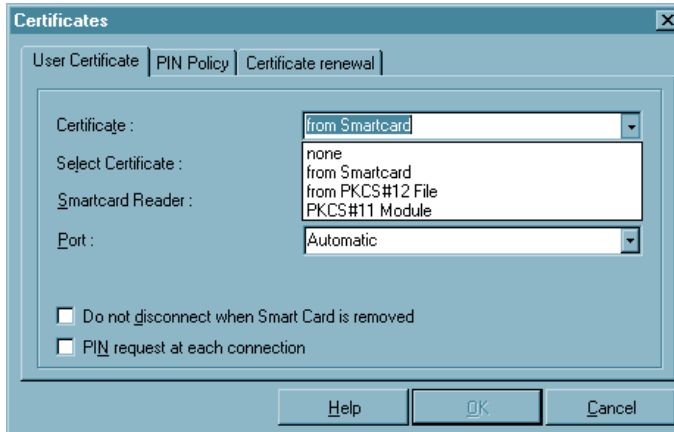 Certificates
User Certificate PIN Policy Certificate renewal
Certificate : from Smartcard
none
Select Certificate : from Smartcard
from PKCS#12 File
Smartcard Reader : PKCS#11 Module
Port : Automatic
Do not disconnect when Smart Card is removed
PIN request at each connection
Help OK Cancel